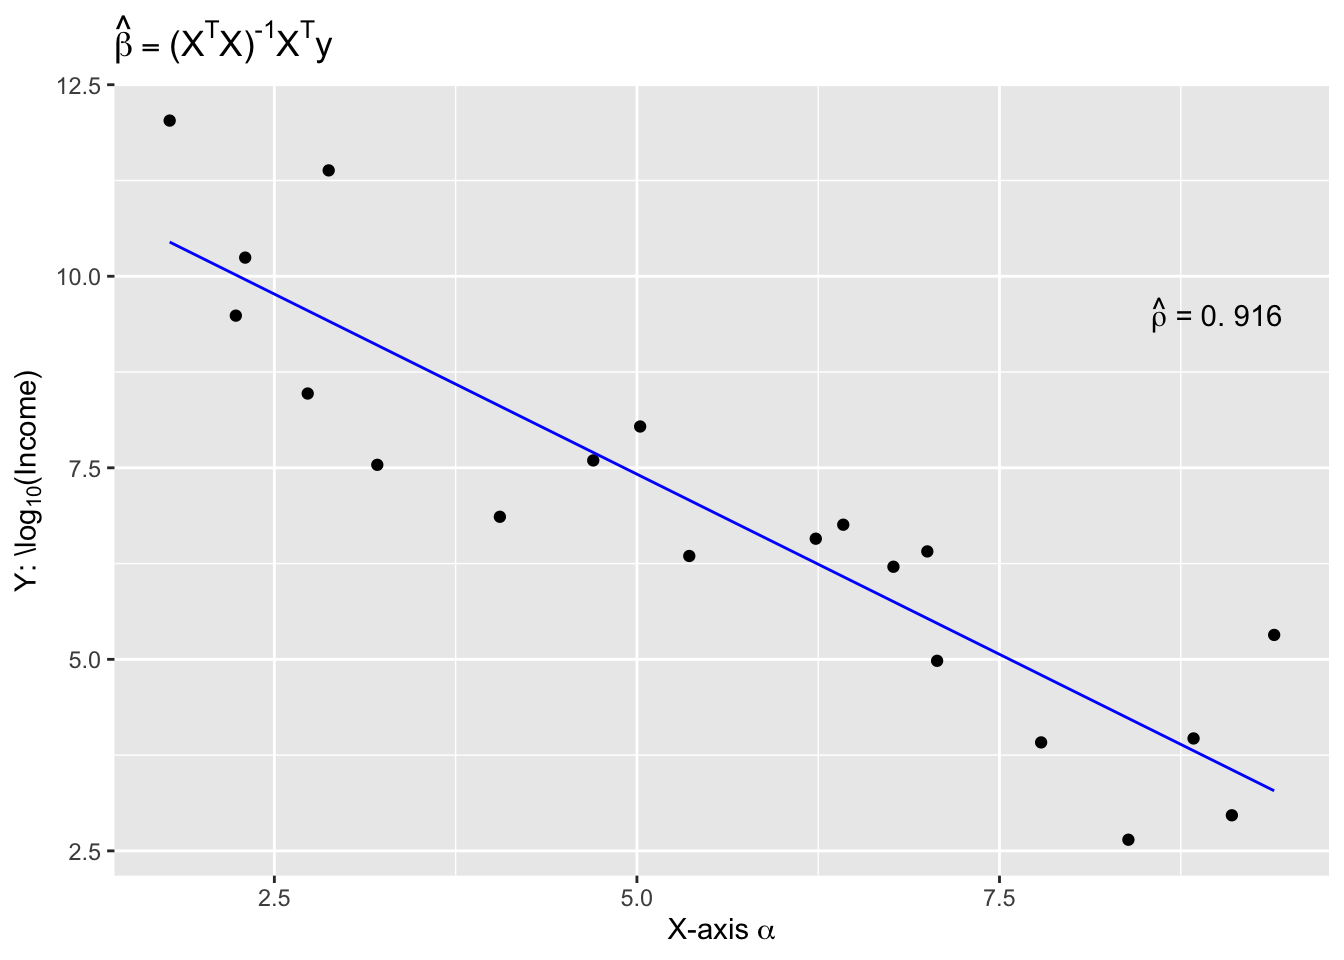 β̂ = (XᵀX)⁻¹Xᵀy
12.5
10.0
7.5
5.0
2.5
Y: \log₁₀(Income)
ρ̂ = 0. 916
2.5 5.0 7.5
X-axis α